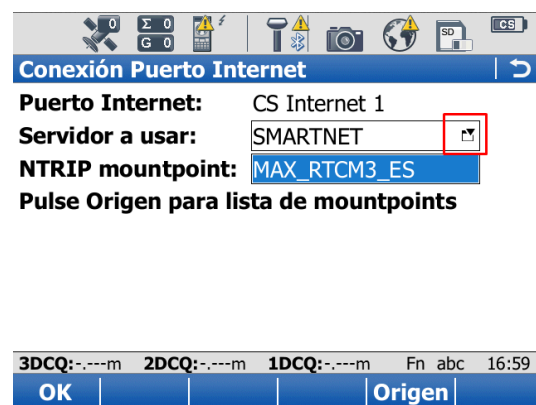 0 Σ 0 G 0 SD CS
Conexión Puerto Internet
Puerto Internet: CS Internet 1
Servidor a usar: SMARTNET
NTRIP mountpoint: MAX_RTCM3_ES
Pulse Origen para lista de mountpoints
3DCQ:-.---m 2DCQ:-.---m 1DCQ:-.---m Fn abc 16:59
OK Origen